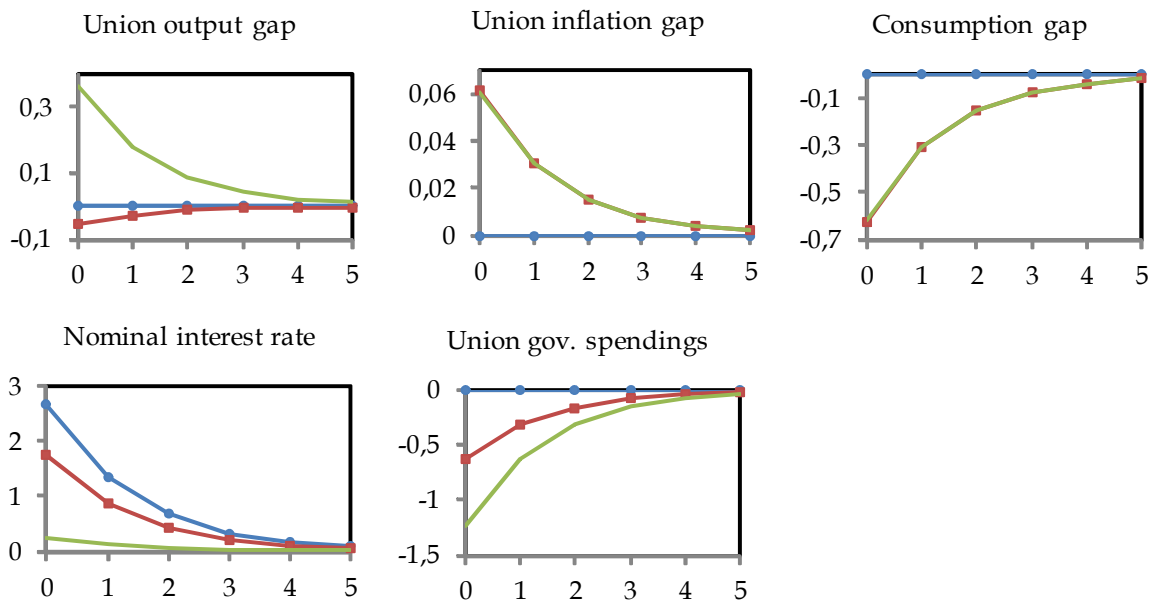 Union output gap
Union inflation gap
Consumption gap
0,3
0,1
-0,1
0 1 2 3 4 5
0,06
0,04
0,02
0
0 1 2 3 4 5
-0,1
-0,3
-0,5
-0,7
0 1 2 3 4 5
Nominal interest rate
Union gov. spendings
3
2
1
0
0 1 2 3 4 5
0
-0,5
-1
-1,5
0 1 2 3 4 5